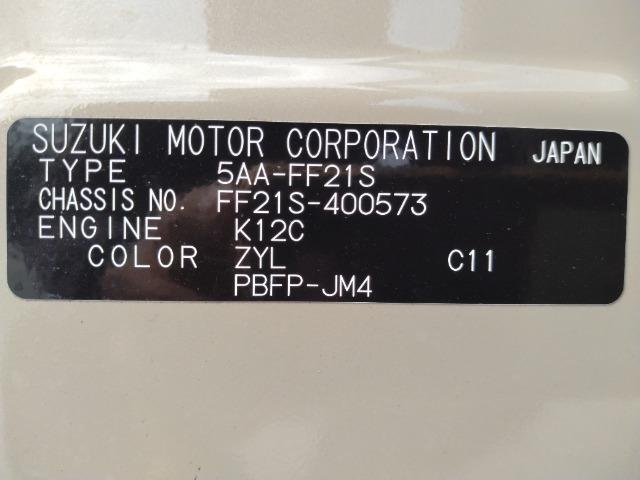 SUZUKI MOTOR CORPORATION JAPAN
TYPE 5AA-FF21S
CHASSIS NO. FF21S-400573
ENGINE K12C
COLOR ZYL C11
PBFP-JM4